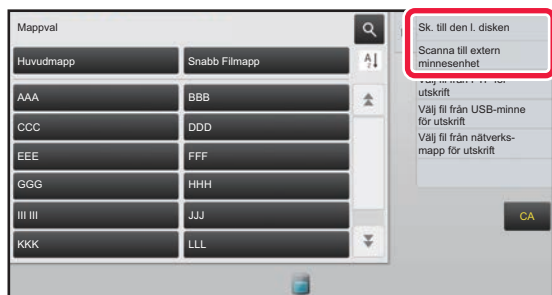 Mappval
Huvudmapp
Snabb Filmapp
AAA
BBB
CCC
DDD
EEE
FFF
GGG
HHH
III III
JJJ
KKK
LLL
Sk. till den l. disken
Scanna till extern
minnesenhet
utskrift
Välj fil från USB-minne
för utskrift
Välj fil från nätverks-
mapp för utskrift
CA